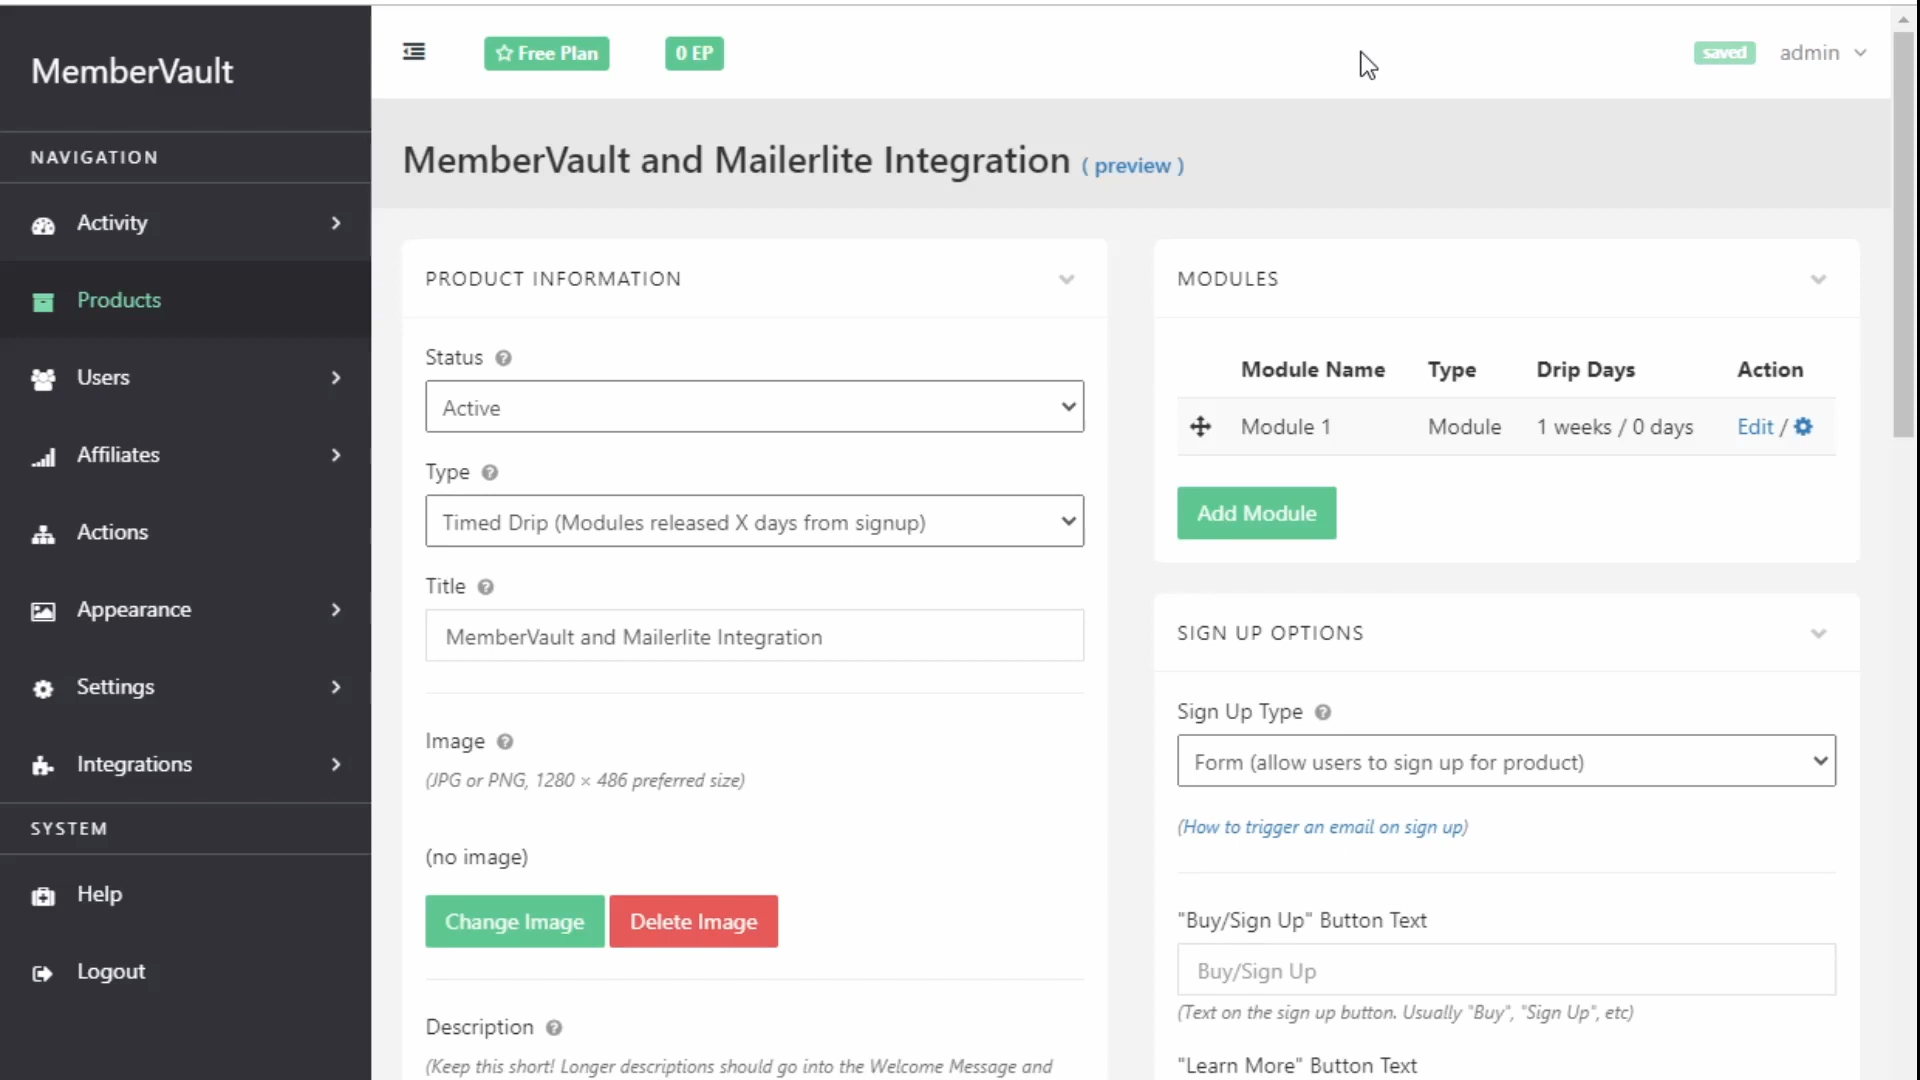 MemberVault
NAVIGATION
Activity
Products
Users
Affiliates
Actions
Appearance
Settings
Integrations
SYSTEM
Help
Logout
Free Plan
0 EP
saved
admin
MemberVault and Mailerlite Integration ( preview )
PRODUCT INFORMATION
Status
Active
Type
Timed Drip (Modules released X days from signup)
Title
MemberVault and Mailerlite Integration
Image
(JPG or PNG, 1280 × 486 preferred size)
(no image)
Change Image Delete Image
Description
(Keep this short! Longer descriptions should go into the Welcome Message and
MODULES
Module Name Type Drip Days Action
Module 1 Module 1 weeks / 0 days Edit /
Add Module
SIGN UP OPTIONS
Sign Up Type
Form (allow users to sign up for product)
(How to trigger an email on sign up)
"Buy/Sign Up" Button Text
Buy/Sign Up
(Text on the sign up button. Usually "Buy", "Sign Up", etc)
"Learn More" Button Text